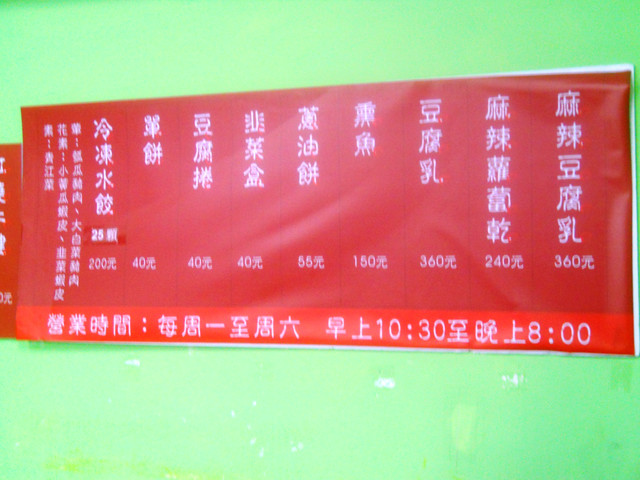 麻辣豆腐乳 360元
麻辣蘿蔔乾 240元
豆腐乳 360元
燻魚 150元
蔥油餅 55元
韭菜盒 40元
豆腐捲 40元
單餅 40元
冷凍水餃 25顆 200元
葷：瓠瓜豬肉、大白菜豬肉
花素：小黃瓜蝦皮、韭菜蝦皮
素：青江菜
營業時間：每周一至周六 早上10:30至晚上8:00